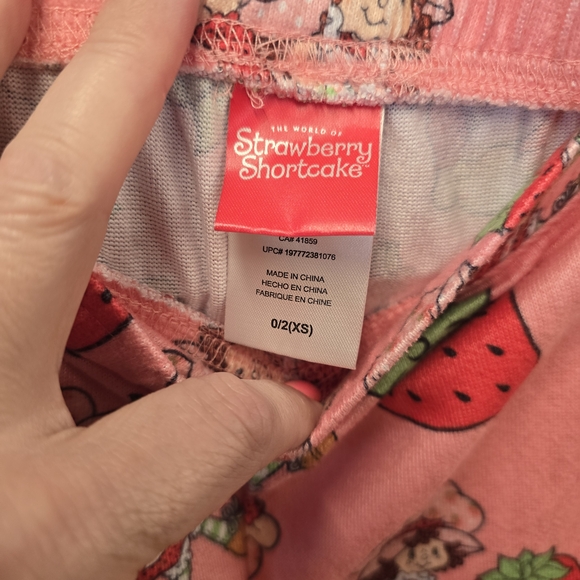 THE WORLD OF
Strawberry
Shortcake™
CA# 41859
UPC# 197772381076
MADE IN CHINA
HECHO EN CHINA
FABRIQUE EN CHINE
0/2(XS)